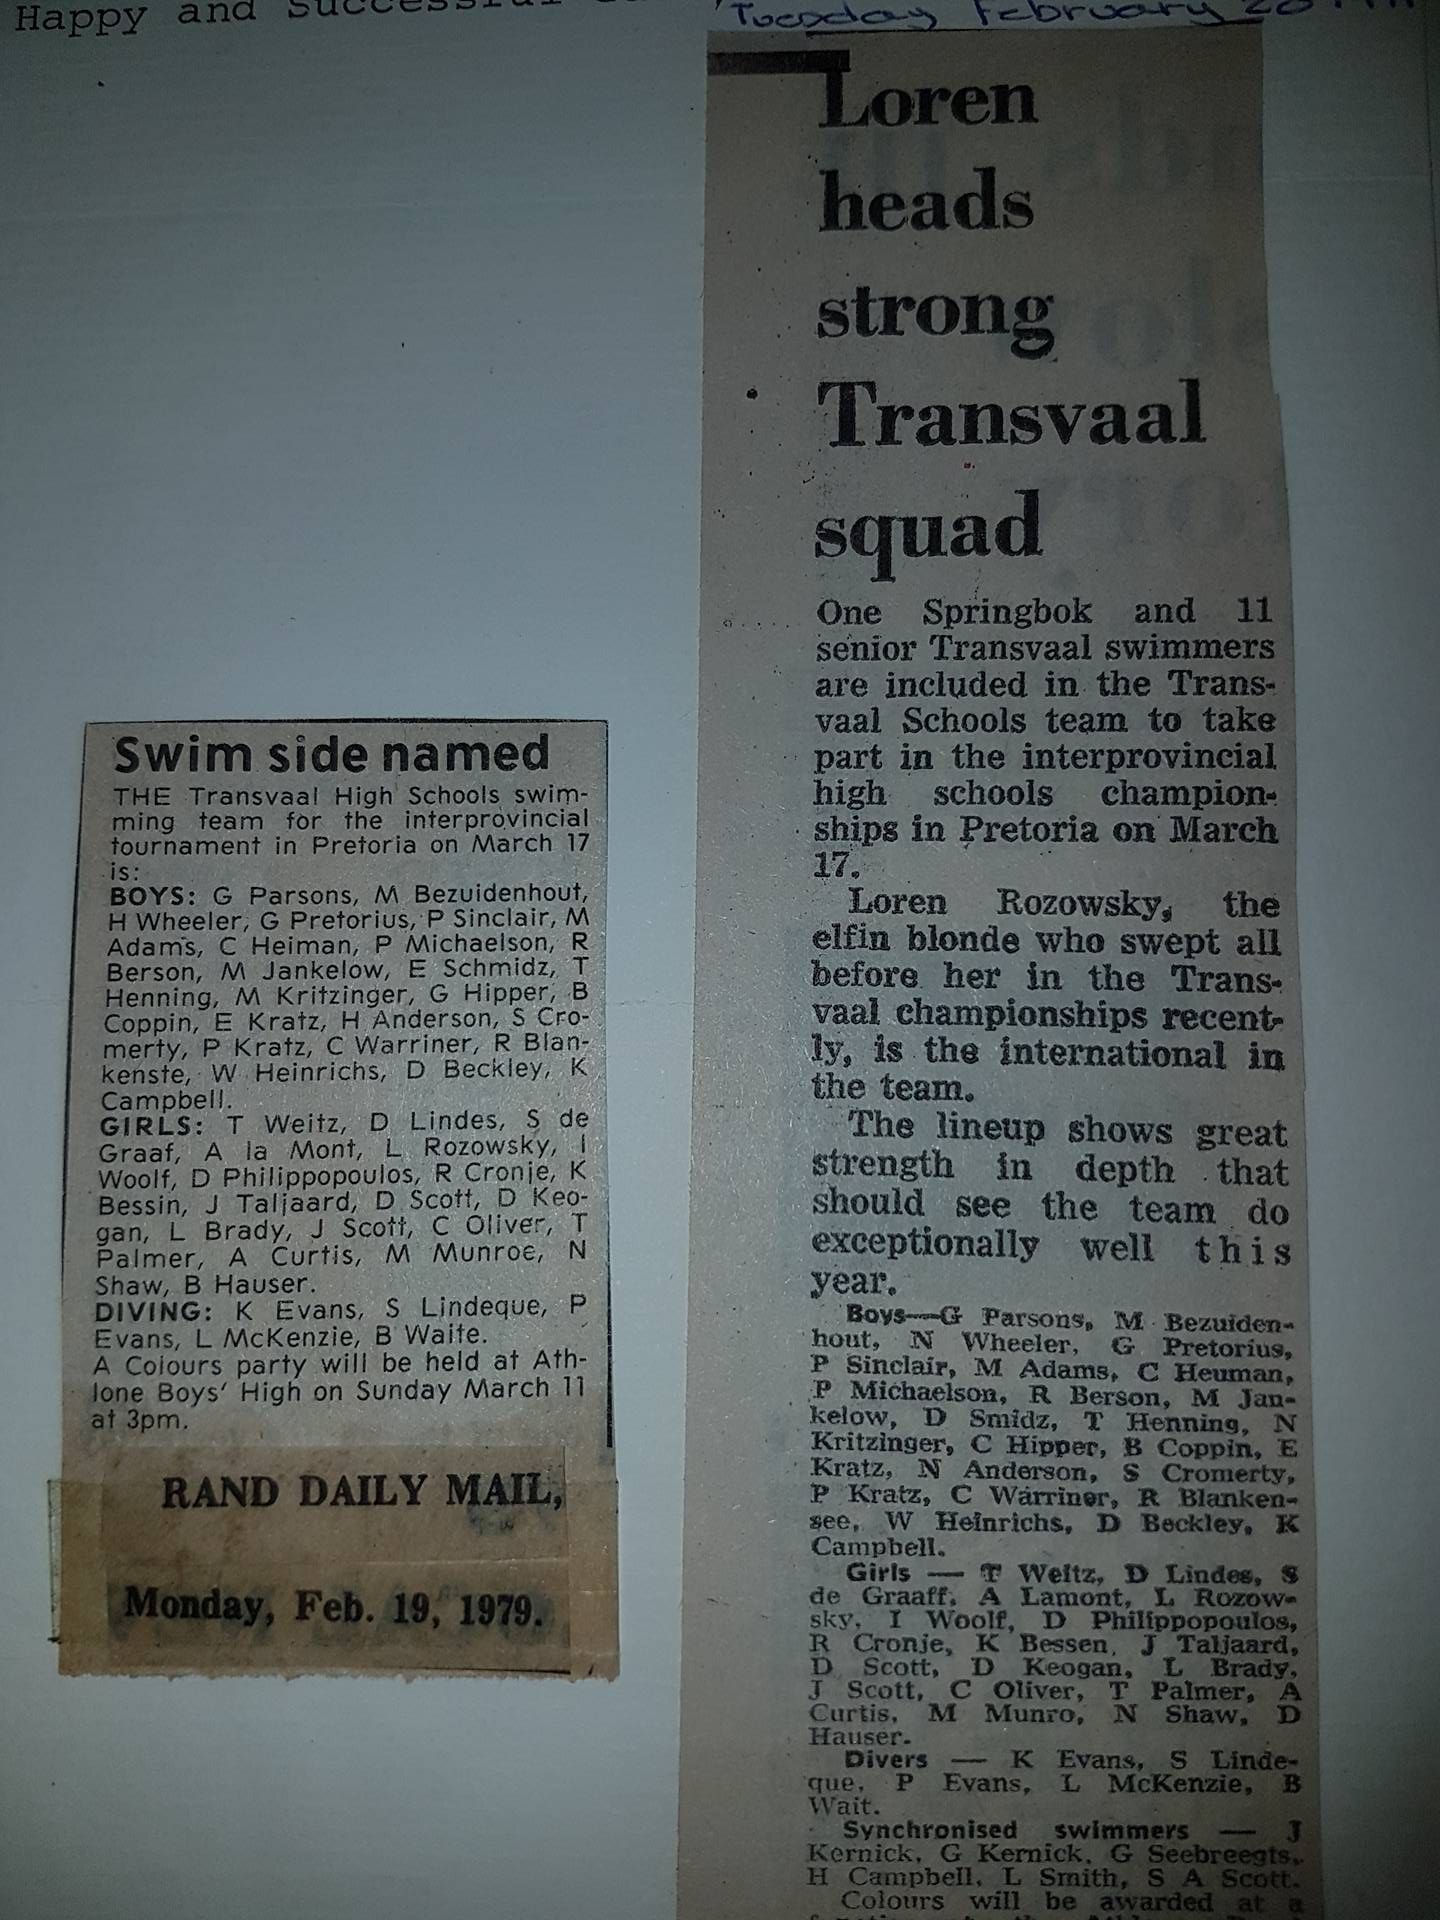 Happy and Successful
Tuesday February 20
Swim side named
THE Transvaal High Schools swim-
ming team for the interprovincial
tournament in Pretoria on March 17
is:
BOYS: G Parsons, M Bezuidenhout,
H Wheeler, G Pretorius, P Sinclair, M
Adams, C Heiman, P Michaelson, R
Berson, M Jankelow, E Schmidz, T
Henning, M Kritzinger, G Hipper, B
Coppin, E Kratz, H Anderson, S Cro-
merty, P Kratz, C Warriner, R Blan-
kenste, W Heinrichs, D Beckley, K
Campbell.
GIRLS: T Weitz, D Lindes, S de
Graaf, A la Mont, L Rozowsky, I
Woolf, D Philippopoulos, R Cronje, K
Bessin, J Taljaard, D Scott, D Keo-
gan, L Brady, J Scott, C Oliver, T
Palmer, A Curtis, M Munroe, N
Shaw, B Hauser.
DIVING: K Evans, S Lindeque, P
Evans, L McKenzie, B Waite.
A Colours party will be held at Ath-
lone Boys' High on Sunday March 11
at 3pm.
RAND DAILY MAIL,
Monday, Feb. 19, 1979.
Loren
heads
strong
Transvaal
squad
One Springbok and 11
senior Transvaal swimmers
are included in the Trans-
vaal Schools team to take
part in the interprovincial
high schools champion-
ships in Pretoria on March
17.
Loren Rozowsky, the
elfin blonde who swept all
before her in the Trans-
vaal championships recent-
ly, is the international in
the team.
The lineup shows great
strength in depth that
should see the team do
exceptionally well this
year.
Boys—G Parsons, M Bezuiden-
hout, N Wheeler, G Pretorius,
P Sinclair, M Adams, C Heuman,
P Michaelson, R Berson, M Jan-
kelow, D Smidz, T Henning, N
Kritzinger, C Hipper, B Coppin, E
Kratz, N Anderson, S Cromerty,
P Kratz, C Warriner, R Blanken-
see, W Heinrichs, D Beckley, K
Campbell.
Girls — T Weitz, D Lindes, S
de Graaff, A Lamont, L Rozow-
sky, I Woolf, D Philippopoulos,
R Cronje, K Bessen, J Taljaard,
D Scott, D Keogan, L Brady,
J Scott, C Oliver, T Palmer, A
Curtis, M Munro, N Shaw, D
Hauser.
Divers — K Evans, S Linde-
que, P Evans, L McKenzie, B
Wait.
Synchronised swimmers — J
Kernick, G Kernick, G Seebreegts,
H Campbell, L Smith, S A Scott.
Colours will be awarded at a